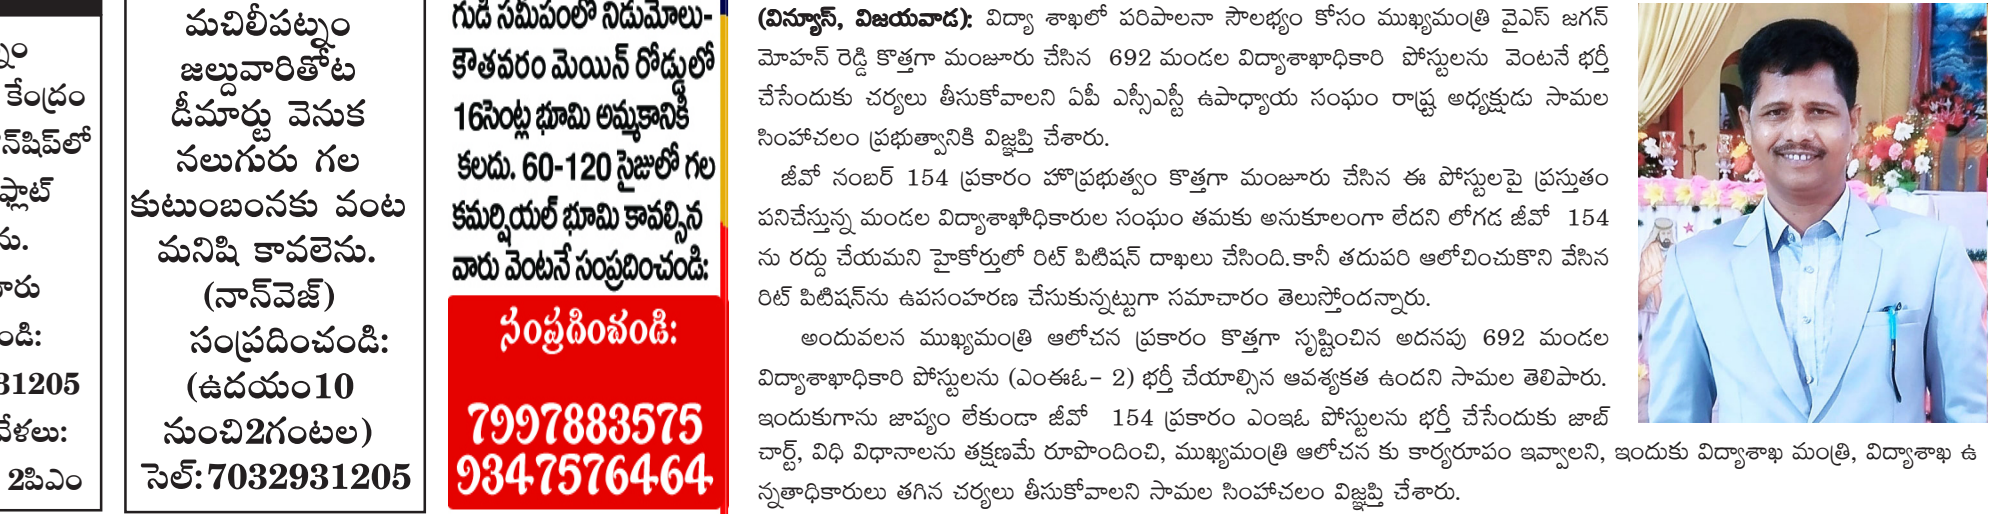 కేంద్రం
ఫ్లాట్
31205
2పిఎం
మచిలీపట్నం
జల్దువారితోట
డీమార్టు వెనుక
నలుగురు గల
కుటుంబంనకు వంట
మనిషి కావలెను.
(నాన్‌వెజ్)
సంప్రదించండి:
(ఉదయం10
నుంచి2గంటల)
సెల్:7032931205
గుడి సమీపంలో నిడుమోలు-
కౌతవరం మెయిన్ రోడ్డులో
16సెంట్ల భూమి అమ్మకానికి
కలదు. 60-120 సైజులో గల
కమర్షియల్ భూమి కావల్సిన
వారు వెంటనే సంప్రదించండి:
సంప్రదించండి:
7997883575
9347576464
(విన్యూస్, విజయవాడ): విద్యా శాఖలో పరిపాలనా సౌలభ్యం కోసం ముఖ్యమంత్రి వైఎస్ జగన్
మోహన్ రెడ్డి కొత్తగా మంజూరు చేసిన 692 మండల విద్యాశాఖాధికారి పోస్టులను వెంటనే భర్తీ
చేసేందుకు చర్యలు తీసుకోవాలని ఏపీ ఎస్సీఎస్టీ ఉపాధ్యాయ సంఘం రాష్ట్ర అధ్యక్షుడు సామల
సింహాచలం ప్రభుత్వానికి విజ్ఞప్తి చేశారు.
జీవో నంబర్ 154 ప్రకారం హొప్రభుత్వం కొత్తగా మంజూరు చేసిన ఈ పోస్టులపై ప్రస్తుతం
పనిచేస్తున్న మండల విద్యాశాఖాధికారుల సంఘం తమకు అనుకూలంగా లేదని లోగడ జీవో 154
ను రద్దు చేయమని హైకోర్టులో రిట్ పిటిషన్ దాఖలు చేసింది.కానీ తదుపరి ఆలోచించుకొని వేసిన
రిట్ పిటిషన్‌ను ఉపసంహరణ చేసుకున్నట్టుగా సమాచారం తెలుస్తోందన్నారు.
అందువలన ముఖ్యమంత్రి ఆలోచన ప్రకారం కొత్తగా సృష్టించిన అదనపు 692 మండల
విద్యాశాఖాధికారి పోస్టులను (ఎంఈఓ- 2) భర్తీ చేయాల్సిన ఆవశ్యకత ఉందని సామల తెలిపారు.
ఇందుకుగాను జాప్యం లేకుండా జీవో 154 ప్రకారం ఎంఇఓ పోస్టులను భర్తీ చేసేందుకు జాబ్
చార్ట్, విధి విధానాలను తక్షణమే రూపొందించి, ముఖ్యమంత్రి ఆలోచన కు కార్యరూపం ఇవ్వాలని, ఇందుకు విద్యాశాఖ మంత్రి, విద్యాశాఖ ఉ
న్నతాధికారులు తగిన చర్యలు తీసుకోవాలని సామల సింహాచలం విజ్ఞప్తి చేశారు.